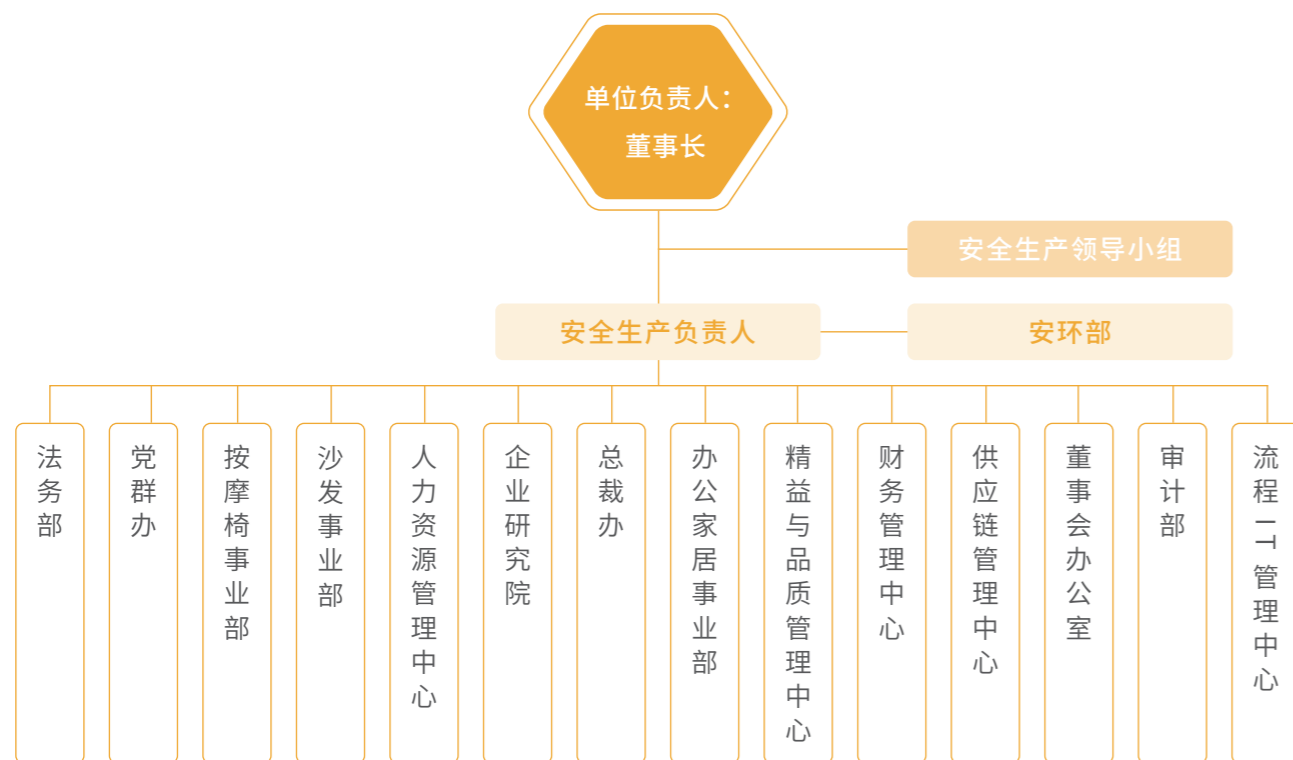 单位负责人：
董事长
安全生产领导小组
安全生产负责人
安环部
法务部
党群办
按摩椅事业部
沙发事业部
人力资源管理中心
企业研究院
总裁办
办公家居事业部
精益与品质管理中心
财务管理中心
供应链管理中心
董事会办公室
审计部
流程IT管理中心